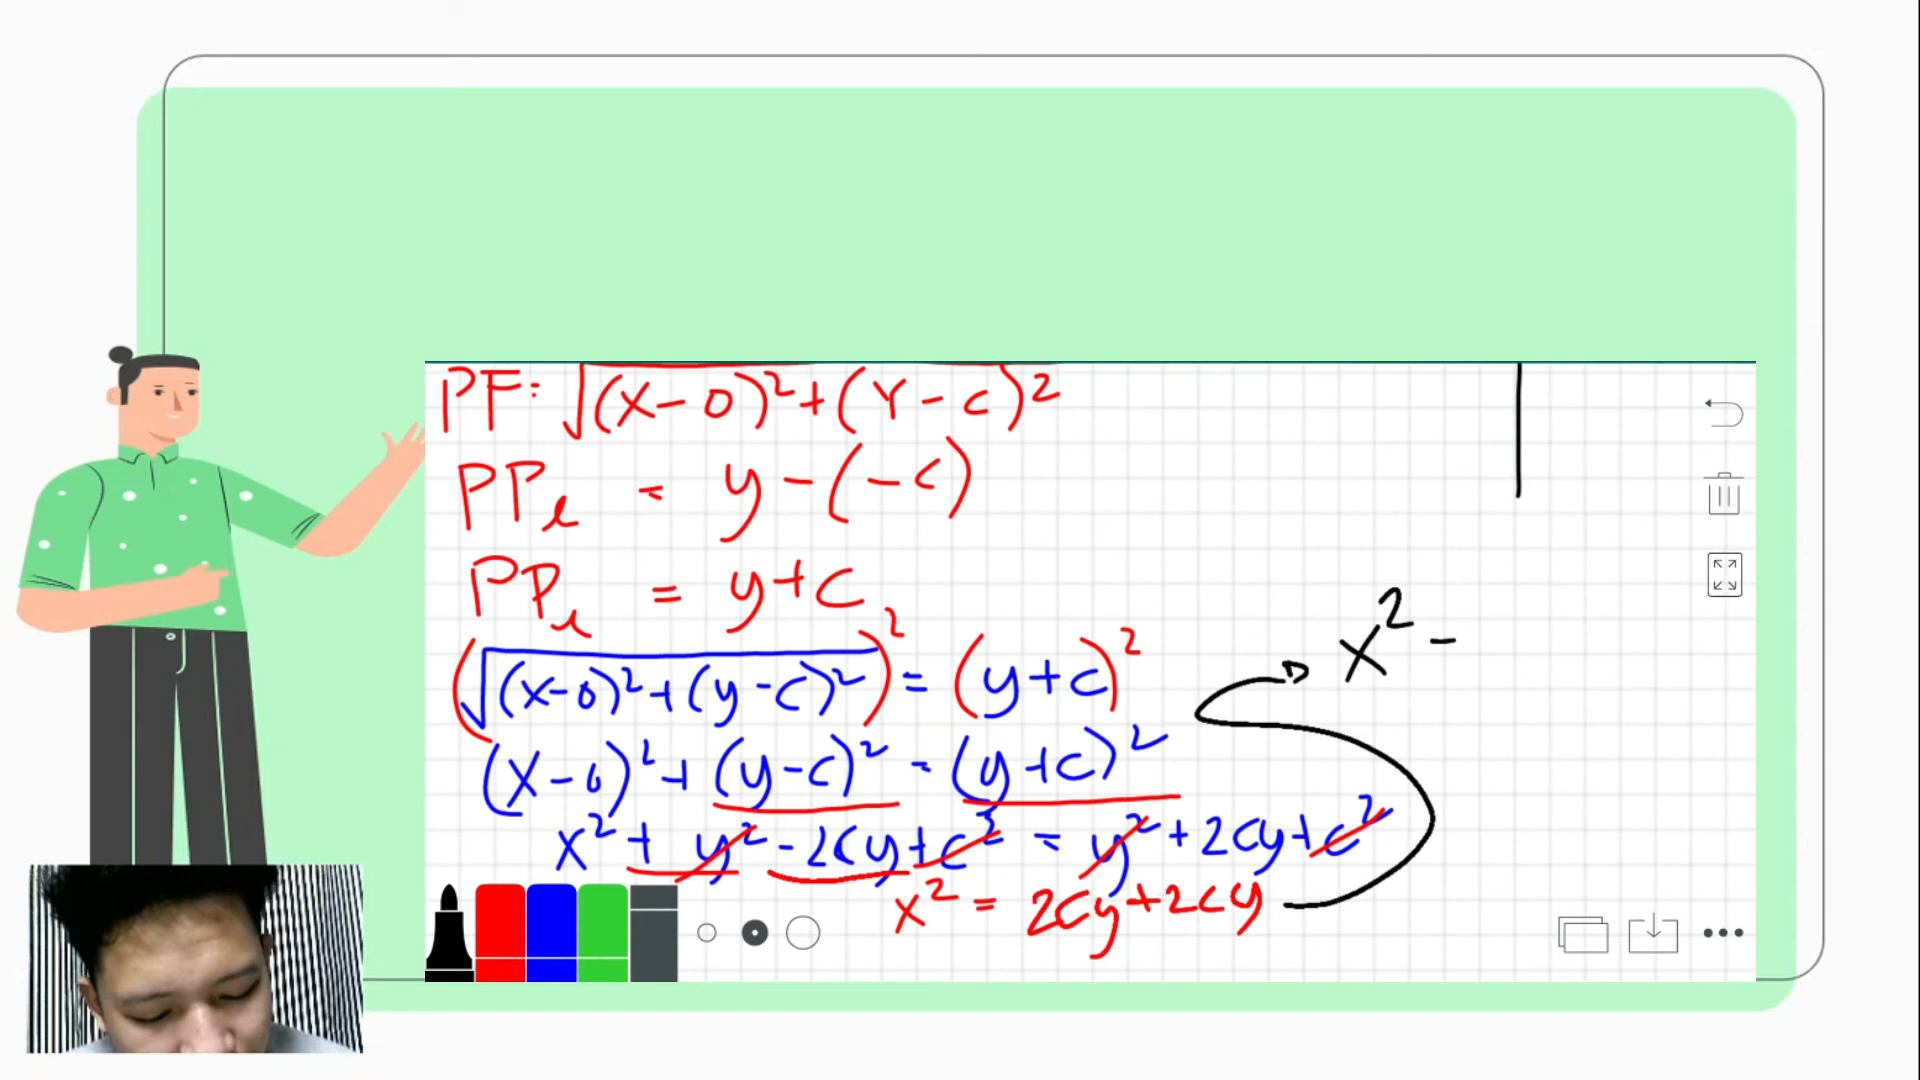 PF: √(x-0)²+(Y-c)²
PPℓ = y-(-c)
PPℓ = y+c
(√(x-0)²+(y-c)²)² = (y+c)²
(x-0)²+(y-c)² = (y+c)²
x²+y²-2cy+c² = y²+2cy+c²
x² = 2cy+2cy
x² -